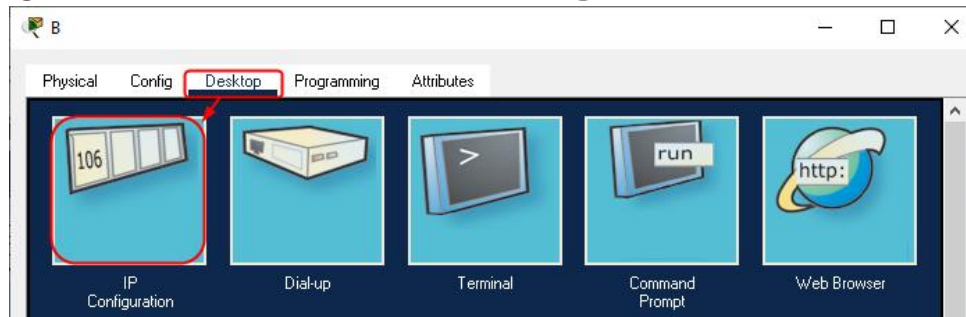 B
Physical Config Desktop Programming Attributes
106
>
run
http:
IP
Configuration
Dial-up
Terminal
Command
Prompt
Web Browser